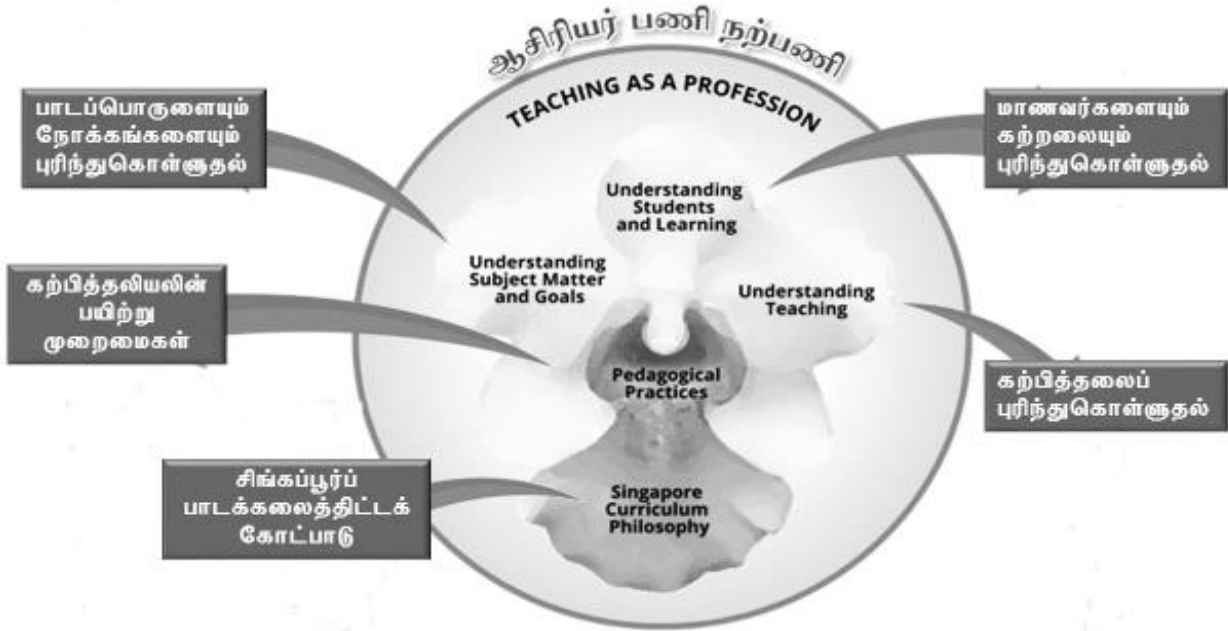 ஆசிரியர் பணி நற்பணி
TEACHING AS A PROFESSION
பாடப்பொருளையும்
நோக்கங்களையும்
புரிந்துகொள்ளுதல்
மாணவர்களையும்
கற்றலையும்
புரிந்துகொள்ளுதல்
Understanding
Students
and Learning
Understanding
Subject Matter
and Goals
Understanding
Teaching
கற்பித்தலியலின்
பயிற்று
முறைமைகள்
Pedagogical
Practices
கற்பித்தலைப்
புரிந்துகொள்ளுதல்
சிங்கப்பூர்ப்
பாடக்கலைத்திட்டக்
கோட்பாடு
Singapore
Curriculum
Philosophy